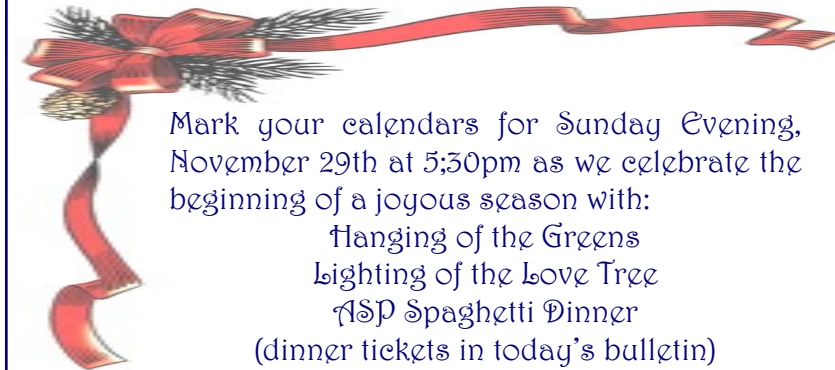 Mark your calendars for Sunday Evening,
November 29th at 5;30pm as we celebrate the
beginning of a joyous season with:
Hanging of the Greens
Lighting of the Love Tree
ASP Spaghetti Dinner
(dinner tickets in today's bulletin)